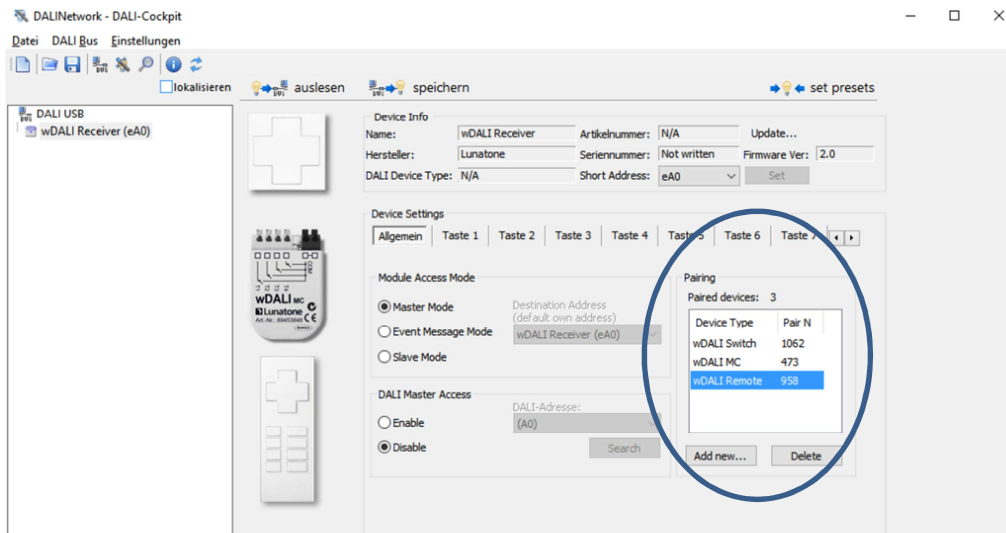 DALINetwork - DALI-Cockpit
Datei DALI Bus Einstellungen
lokalisieren auslesen speichern set presets
DALI USB
wDALI Receiver (eA0)
Device Info
Name: wDALI Receiver Artikelnummer: N/A Update...
Hersteller: Lunatone Seriennummer: Not written Firmware Ver: 2.0
DALI Device Type: N/A Short Address: eA0 Set
Device Settings
Allgemein Taste 1 Taste 2 Taste 3 Taste 4 Taste 5 Taste 6 Taste 7
Module Access Mode
Master Mode
Event Message Mode
Slave Mode
Destination Address
(default own address)
wDALI Receiver (eA0)
DALI Master Access
Enable
Disable
DALI-Adresse:
(A0)
Search
Pairing
Paired devices: 3
Device Type Pair N
wDALI Switch 1062
wDALI MC 473
wDALI Remote 958
Add new... Delete
wDALI MC
Lunatone
COM